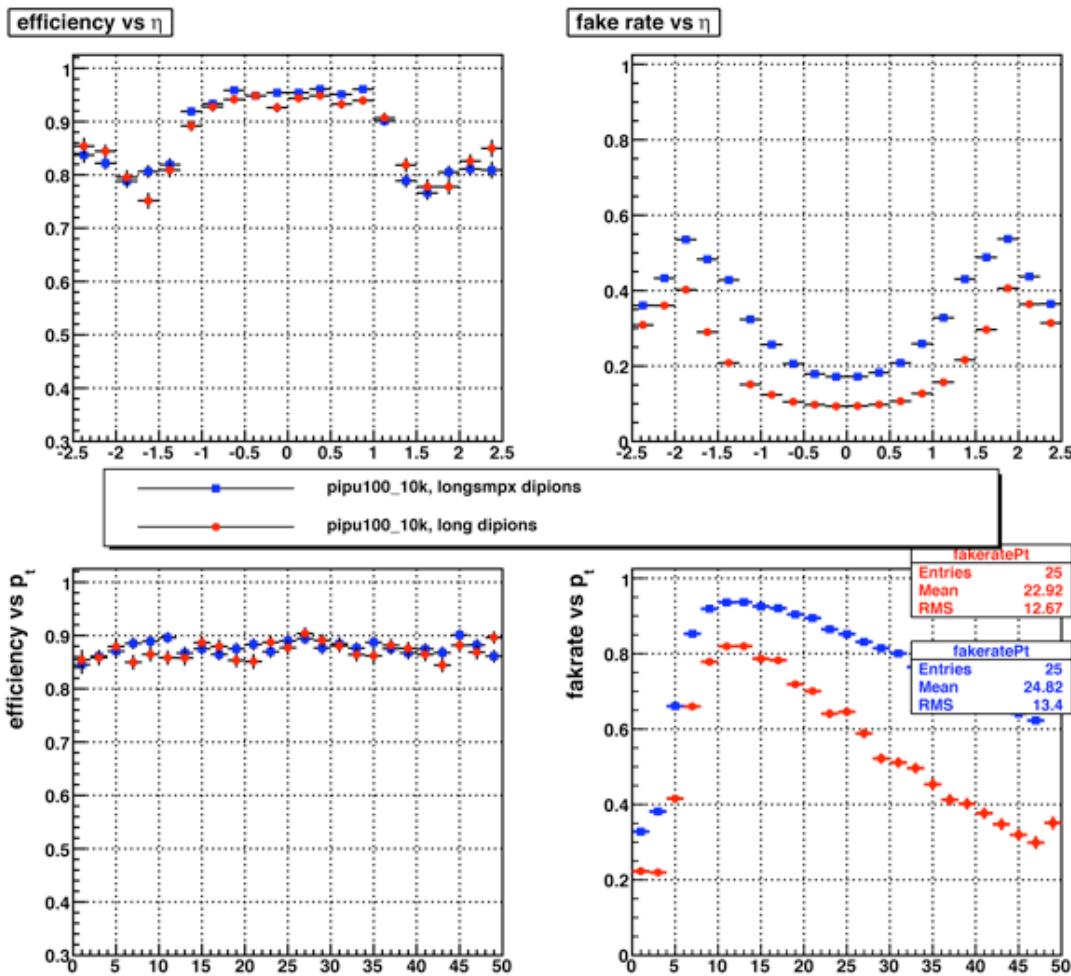 efficiency vs η
fake rate vs η
1
0.9
0.8
0.7
0.6
0.5
0.4
0.3
-2.5 -2 -1.5 -1 -0.5 0 0.5 1 1.5 2 2.5
1
0.8
0.6
0.4
0.2
0
-2.5 -2 -1.5 -1 -0.5 0 0.5 1 1.5 2 2.5
pipu100_10k, longsmpx dipions
pipu100_10k, long dipions
efficiency vs pt
1
0.9
0.8
0.7
0.6
0.5
0.4
0.3
0 5 10 15 20 25 30 35 40 45 50
fakrate vs pt
1
0.8
0.6
0.4
0.2
0
0 5 10 15 20 25 30 35 40 45 50
fakeratePt
Entries 25
Mean 22.92
RMS 12.67
fakeratePt
Entries 25
Mean 24.82
RMS 13.4